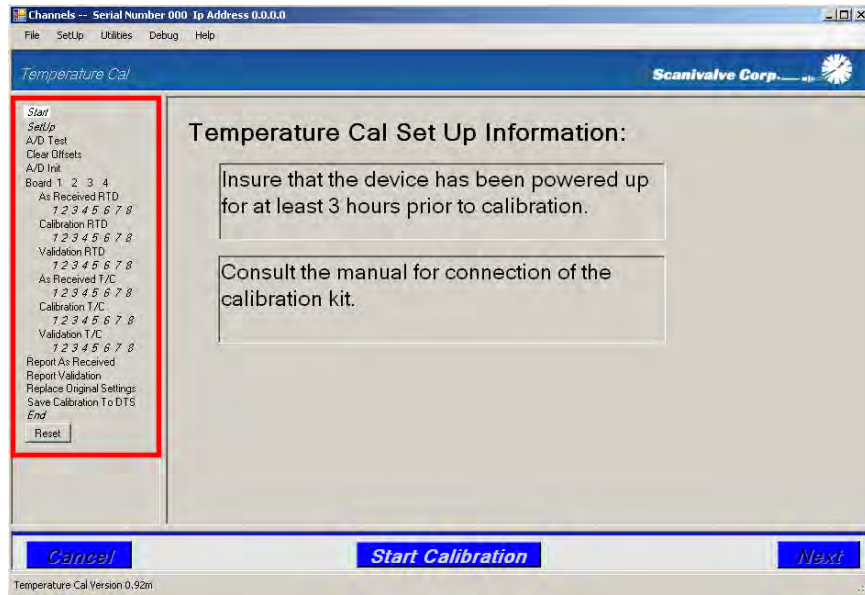 Channels -- Serial Number 000 Ip Address 0.0.0.0
File SetUp Utilities Debug Help
Temperature Cal
Scanivalve Corp.
Start
SetUp
A/D Test
Clear Offsets
A/D Init
Board 1 2 3 4
As Received RTD
1 2 3 4 5 6 7 8
Calibration RTD
1 2 3 4 5 6 7 8
Validation RTD
1 2 3 4 5 6 7 8
As Received T/C
1 2 3 4 5 6 7 8
Calibration T/C
1 2 3 4 5 6 7 8
Validation T/C
1 2 3 4 5 6 7 8
Report As Received
Report Validation
Replace Original Settings
Save Calibration To DTS
End
Reset
Temperature Cal Set Up Information:
Insure that the device has been powered up
for at least 3 hours prior to calibration.
Consult the manual for connection of the
calibration kit.
Cancel
Start Calibration
Next
Temperature Cal Version 0.92m